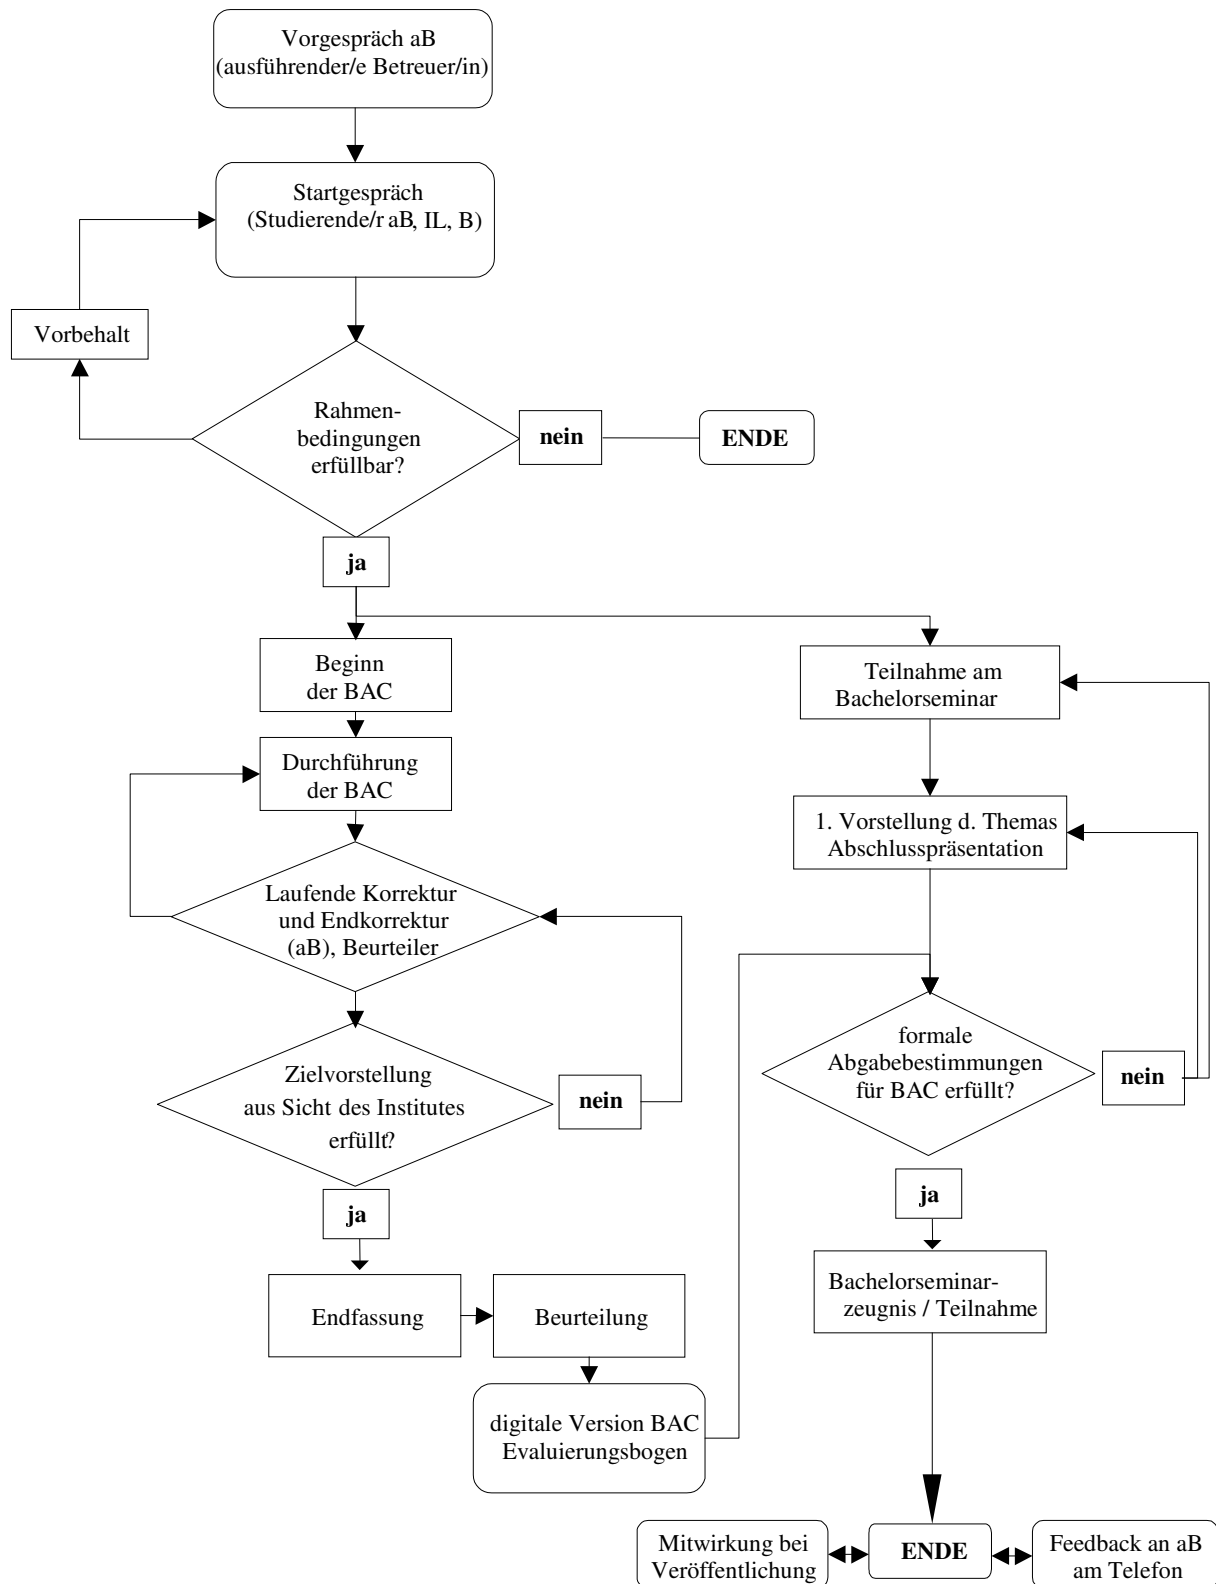 Vorgespräch aB
(ausführender/e Betreuer/in)
Startgespräch
(Studierende/r aB, IL, B)
Vorbehalt
Rahmen-
bedingungen
erfüllbar?
nein
ENDE
ja
Beginn
der BAC
Teilnahme am
Bachelorseminar
Durchführung
der BAC
1. Vorstellung d. Themas
Abschlusspräsentation
Laufende Korrektur
und Endkorrektur
(aB), Beurteiler
formale
Abgabebestimmungen
für BAC erfüllt?
nein
Zielvorstellung
aus Sicht des Institutes
erfüllt?
nein
ja
ja
Endfassung
Beurteilung
Bachelorseminar-
zeugnis / Teilnahme
digitale Version BAC
Evaluierungsbogen
Mitwirkung bei
Veröffentlichung
ENDE
Feedback an aB
am Telefon